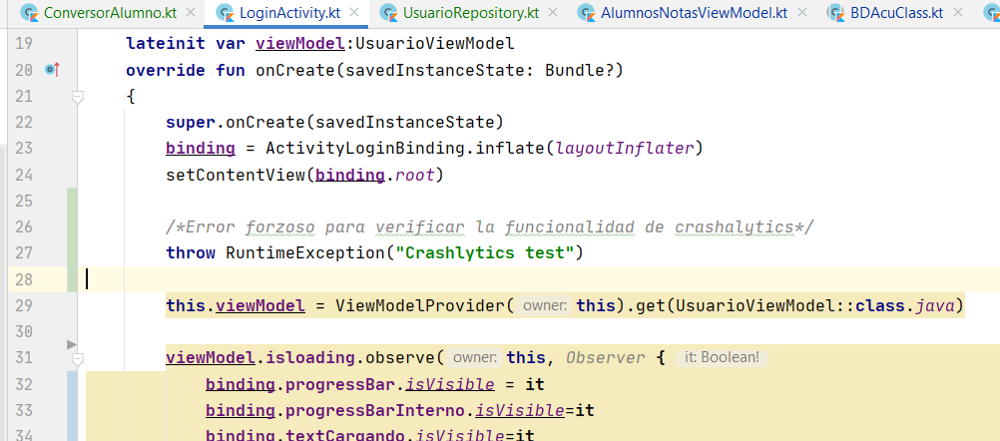 ConversorAlumno.kt
LoginActivity.kt
UsuarioRepository.kt
AlumnosNotasViewModel.kt
BDAcuClass.kt
19 lateinit var viewModel:UsuarioViewModel
20 override fun onCreate(savedInstanceState: Bundle?)
21 {
22 super.onCreate(savedInstanceState)
23 binding = ActivityLoginBinding.inflate(layoutInflater)
24 setContentView(binding.root)
25
26 /*Error forzoso para verificar la funcionalidad de crashalytics*/
27 throw RuntimeException("Crashlytics test")
28
29 this.viewModel = ViewModelProvider( owner: this).get(UsuarioViewModel::class.java)
30
31 viewModel.isloading.observe( owner: this, Observer { it: Boolean!
32 binding.progressBar.isVisible = it
33 binding.progressBarInterno.isVisible=it
34 binding.textCargando.isVisible=it